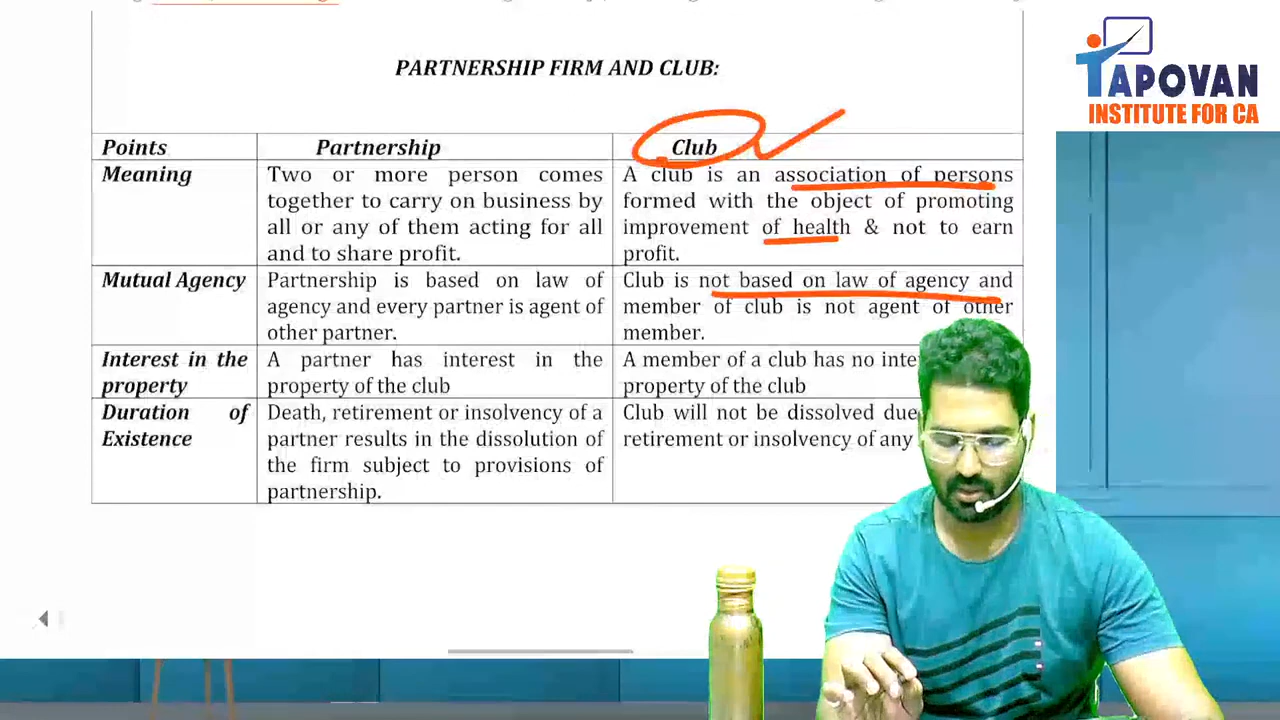 PARTNERSHIP FIRM AND CLUB:
TAPOVAN
INSTITUTE FOR CA
Points Partnership Club
Meaning Two or more person comes together to carry on business by all or any of them acting for all and to share profit. A club is an association of persons formed with the object of promoting improvement of health & not to earn profit.
Mutual Agency Partnership is based on law of agency and every partner is agent of other partner. Club is not based on law of agency and member of club is not agent of other member.
Interest in the property A partner has interest in the property of the club A member of a club has no property of the club
Duration of Existence Death, retirement or insolvency of a partner results in the dissolution of the firm subject to provisions of partnership. Club will not be dissolved due retirement or insolvency of any